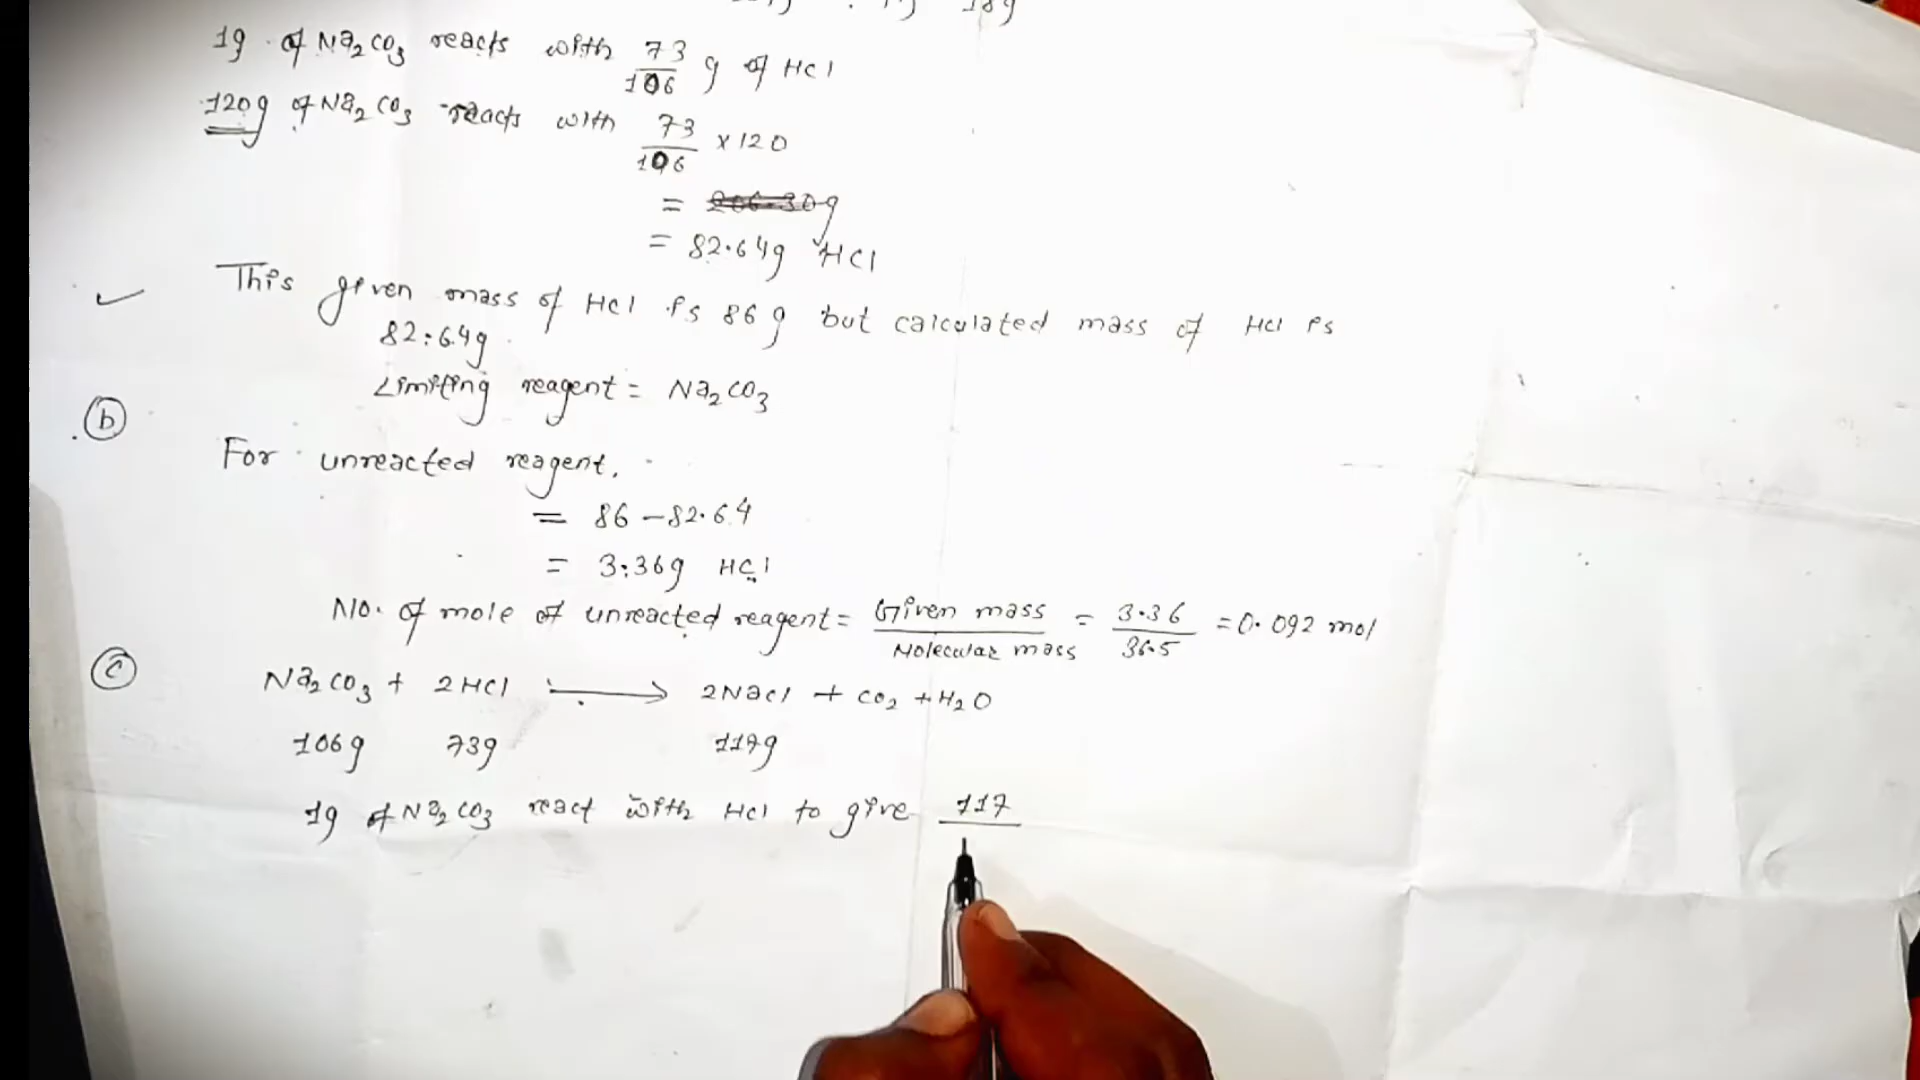 18g
1g of Na₂CO₃ reacts with 73/106 g of HCl
120g of Na₂CO₃ reacts with 73/106 × 120
=
= 82.64g HCl
This given mass of HCl is 86g but calculated mass of HCl is
82.64g
Limiting reagent = Na₂CO₃
(b)
For unreacted reagent.
= 86 - 82.64
= 3.36g HCl
No. of mole of unreacted reagent = Given mass/Molecular mass = 3.36/36.5 = 0.092 mol
(c) Na₂CO₃ + 2HCl → 2NaCl + CO₂ + H₂O
106g 73g 117g
1g of Na₂CO₃ react with HCl to give 117